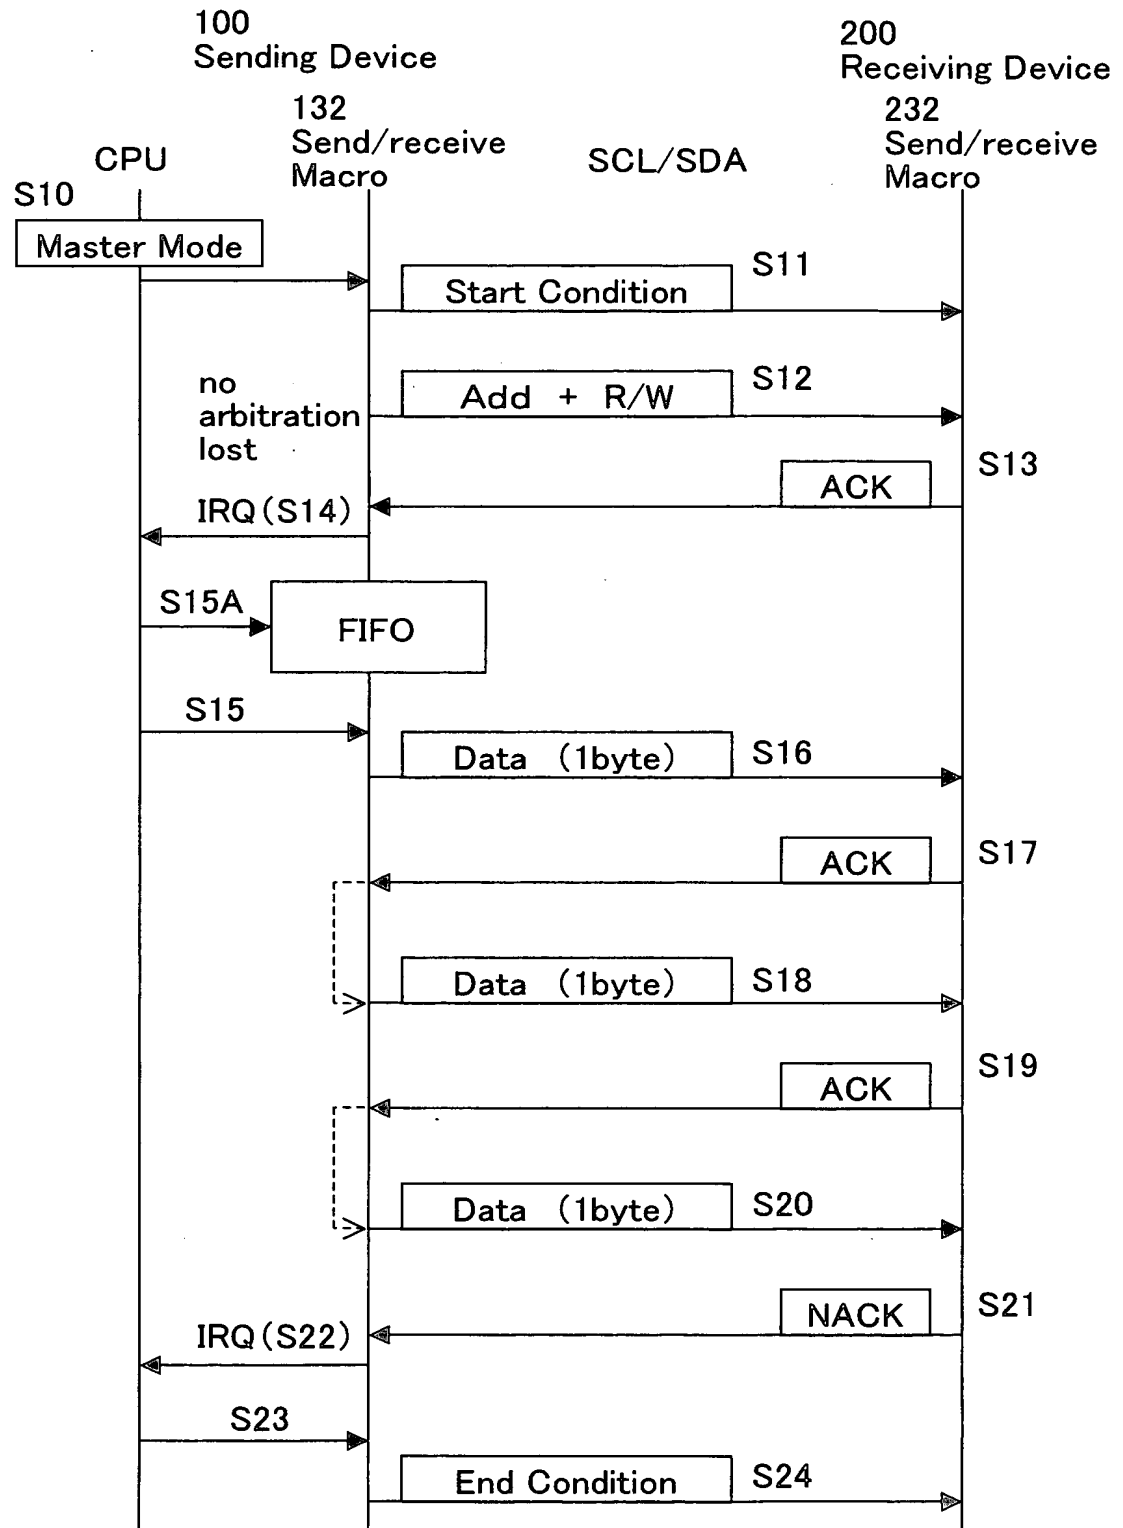 100
Sending Device
200
Receiving Device
132
Send/receive
Macro
232
Send/receive
Macro
CPU
SCL/SDA
S10
Master Mode
Start Condition
S11
Add + R/W
S12
no
arbitration
lost
ACK
S13
IRQ(S14)
S15A
FIFO
S15
Data (1byte)
S16
ACK
S17
Data (1byte)
S18
ACK
S19
Data (1byte)
S20
NACK
S21
IRQ(S22)
S23
End Condition
S24